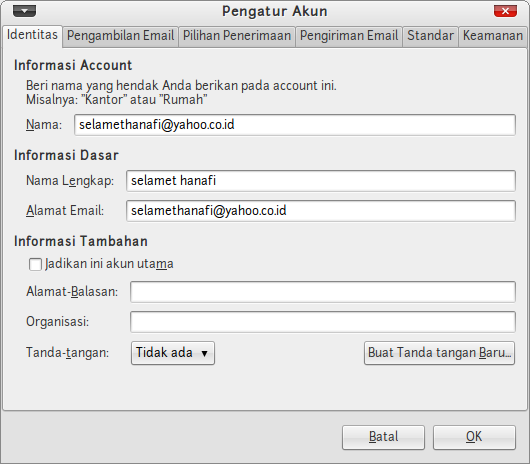 Pengatur Akun
Identitas Pengambilan Email Pilihan Penerimaan Pengiriman Email Standar Keamanan
Informasi Account
Beri nama yang hendak Anda berikan pada account ini.
Misalnya: "Kantor" atau "Rumah"
Nama: selamethanafi@yahoo.co.id
Informasi Dasar
Nama Lengkap: selamet hanafi
Alamat Email: selamethanafi@yahoo.co.id
Informasi Tambahan
Jadikan ini akun utama
Alamat-Balasan:
Organisasi:
Tanda-tangan: Tidak ada Buat Tanda tangan Baru...
Batal OK